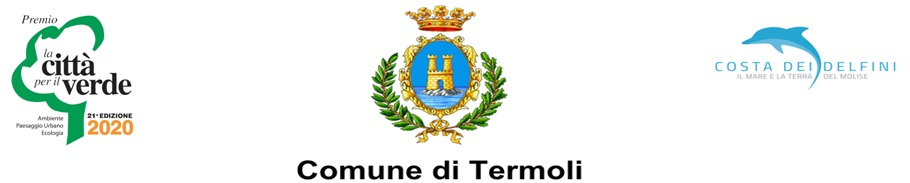 Premio
la
città
per il verde
Ambiente
Paesaggio Urbano
Ecologia
21ª EDIZIONE
2020
Comune di Termoli
COSTA DEI DELFINI
IL MARE E LA TERRA DEL MOLISE